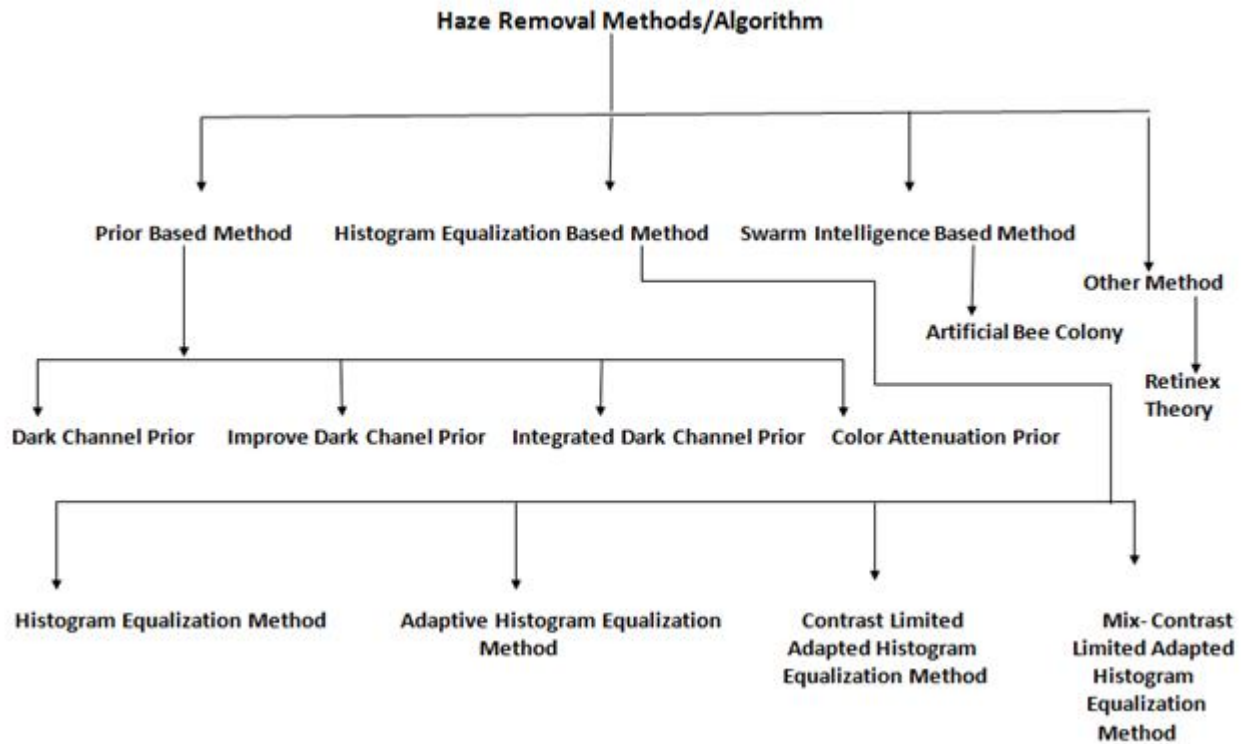 Haze Removal Methods/Algorithm
Prior Based Method
Histogram Equalization Based Method
Swarm Intelligence Based Method
Other Method
Artificial Bee Colony
Retinex
Theory
Dark Channel Prior
Improve Dark Chanel Prior
Integrated Dark Channel Prior
Color Attenuation Prior
Histogram Equalization Method
Adaptive Histogram Equalization
Method
Contrast Limited
Adapted Histogram
Equalization Method
Mix- Contrast
Limited Adapted
Histogram
Equalization
Method